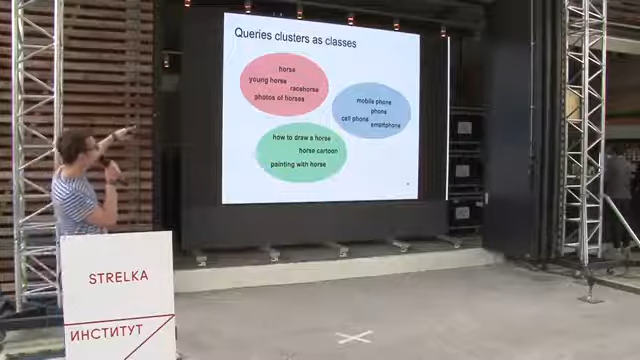 Queries clusters as classes
horse
young horse
racehorse
photos of horses
mobile phone
phone
cell phone
smartphone
how to draw a horse
horse cartoon
painting with horse
STRELKA
ИНСТИТУТ